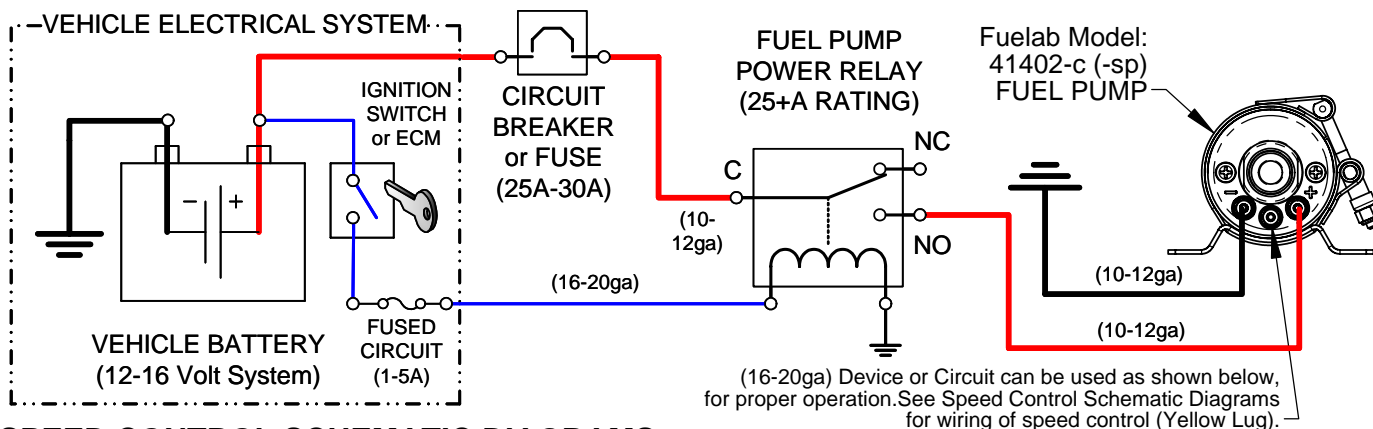 VEHICLE ELECTRICAL SYSTEM
IGNITION
SWITCH
or ECM
CIRCUIT
BREAKER
or FUSE
(25A-30A)
FUEL PUMP
POWER RELAY
(25+A RATING)
Fuelab Model:
41402-c (-sp)
FUEL PUMP
NC
C
NO
(10-
12ga)
- +
- +
(16-20ga)
(10-12ga)
(10-12ga)
FUSED
CIRCUIT
(1-5A)
VEHICLE BATTERY
(12-16 Volt System)
(16-20ga) Device or Circuit can be used as shown below,
for proper operation.See Speed Control Schematic Diagrams
for wiring of speed control (Yellow Lug).